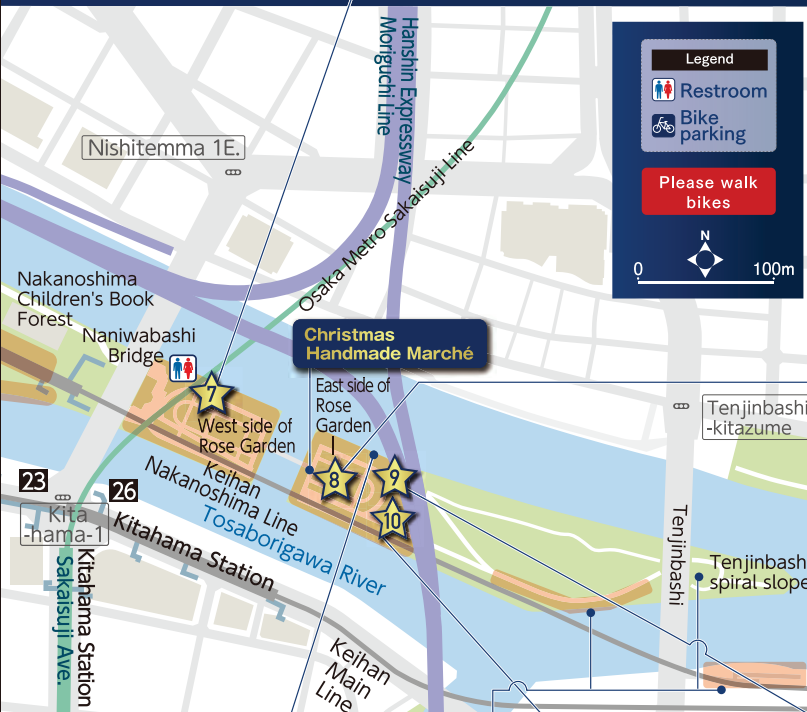 Hanshin Expressway
Moriguchi Line
Legend
Restroom
Bike
parking
Please walk
bikes
N
0
100m
Nishitemma 1E.
Osaka Metro Sakaisuji Line
Nakanoshima
Children's Book
Forest
Naniwabashi
Bridge
Christmas
Handmade Marché
7
West side of
Rose Garden
East side of
Rose
Garden
8
9
10
Tenjinbashi
-kitazume
Keihan
Nakanoshima Line
Tosaborigawa River
23
26
Kita
-hama-1
Kitahama Station
Kitahama Station
Sakaisuji Ave.
Keihan
Main
Line
Tenjinbashi
Tenjinbash
spiral slope